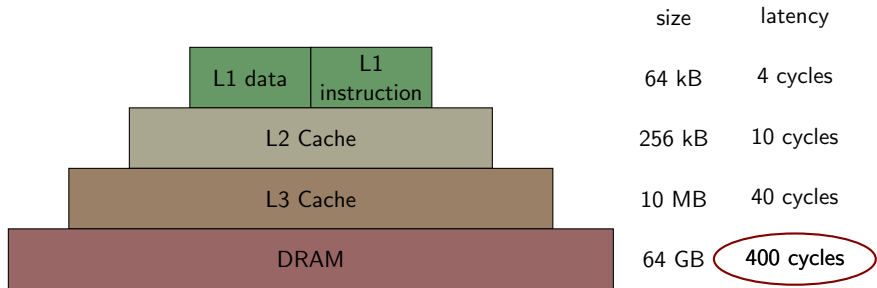 size latency
L1 data L1 instruction 64 kB 4 cycles
L2 Cache 256 kB 10 cycles
L3 Cache 10 MB 40 cycles
DRAM 64 GB 400 cycles